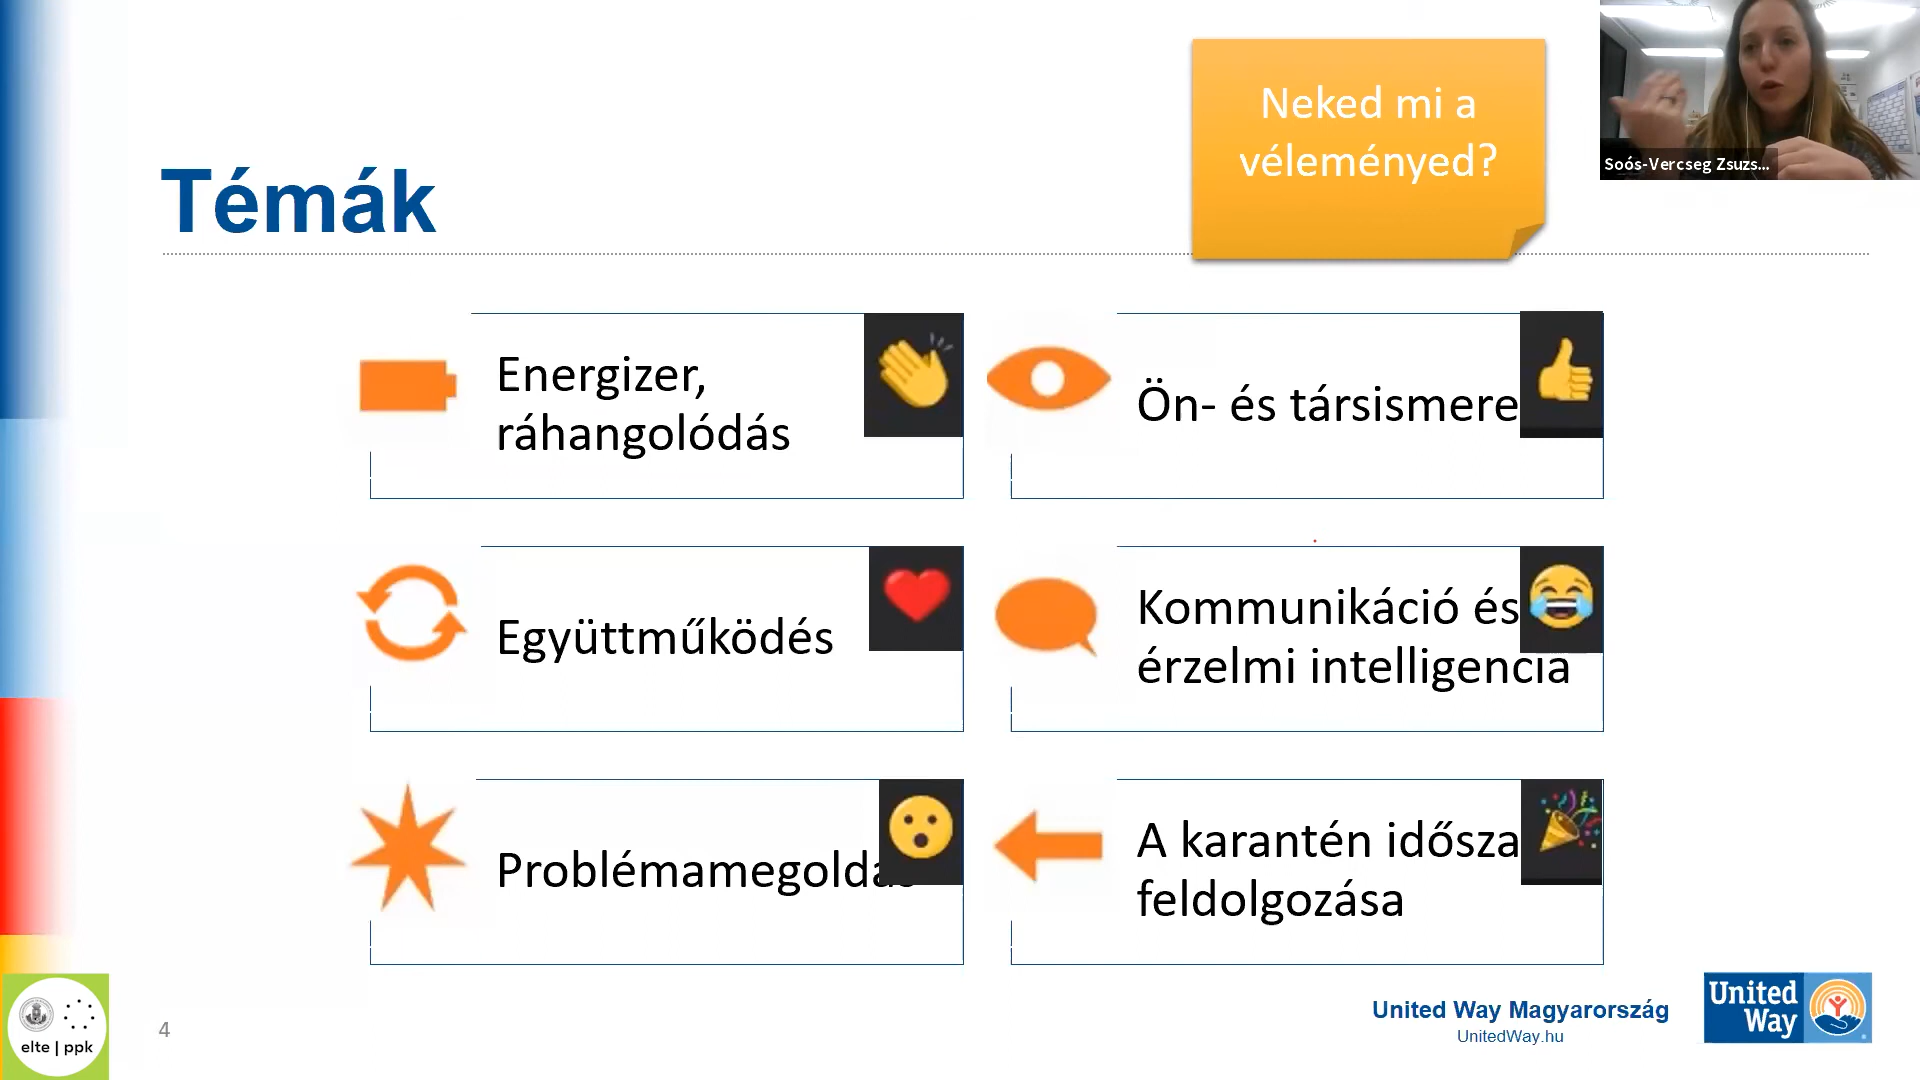 Neked mi a
véleményed?
Soós-Vercseg Zsuzs...
Témák
Energizer,
ráhangolódás
Ön- és társismere
Együttműködés
Kommunikáció és
érzelmi intelligencia
Problémamegoldás
A karantén idősza
feldolgozása
elte | ppk
4
United Way Magyarország
UnitedWay.hu
United
Way